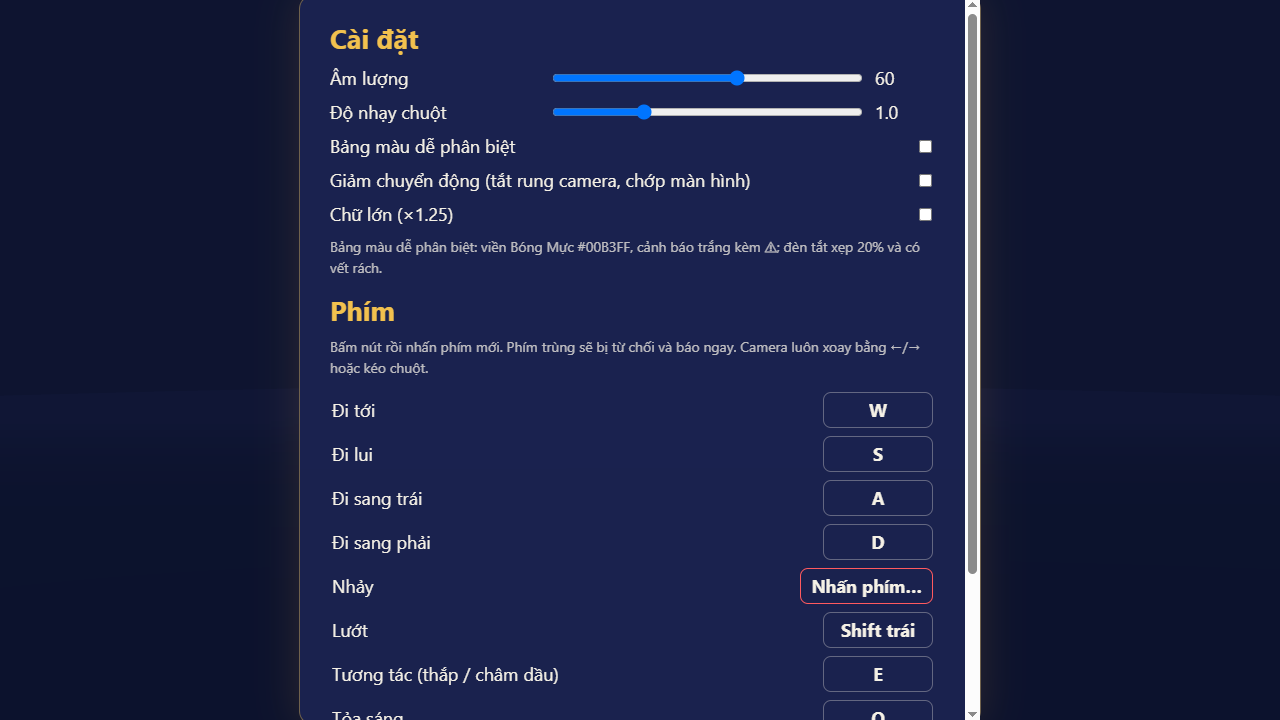 Cài đặt
Âm lượng 60
Độ nhạy chuột 1.0
Bảng màu dễ phân biệt
Giảm chuyển động (tắt rung camera, chớp màn hình)
Chữ lớn (×1.25)
Bảng màu dễ phân biệt: viền Bóng Mực #00B3FF, cảnh báo trắng kèm ⚠; đèn tắt xẹp 20% và có
vết rách.
Phím
Bấm nút rồi nhấn phím mới. Phím trùng sẽ bị từ chối và báo ngay. Camera luôn xoay bằng ←/→
hoặc kéo chuột.
Đi tới W
Đi lui S
Đi sang trái A
Đi sang phải D
Nhảy Nhấn phím…
Lướt Shift trái
Tương tác (thắp / châm dầu) E
Tỏa sáng Q